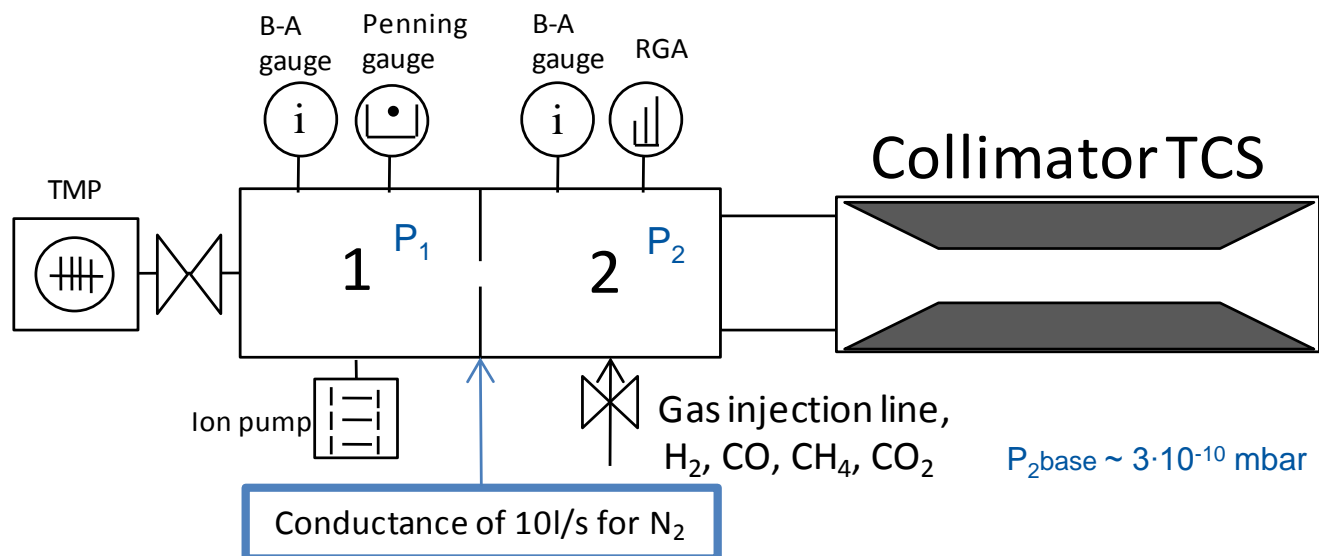 B-A
gauge
Penning
gauge
B-A
gauge
RGA
i
i
Collimator TCS
TMP
1
P₁
2
P₂
Ion pump
Gas injection line,
H₂, CO, CH₄, CO₂
P₂base ~ 3·10⁻¹⁰ mbar
Conductance of 10l/s for N₂